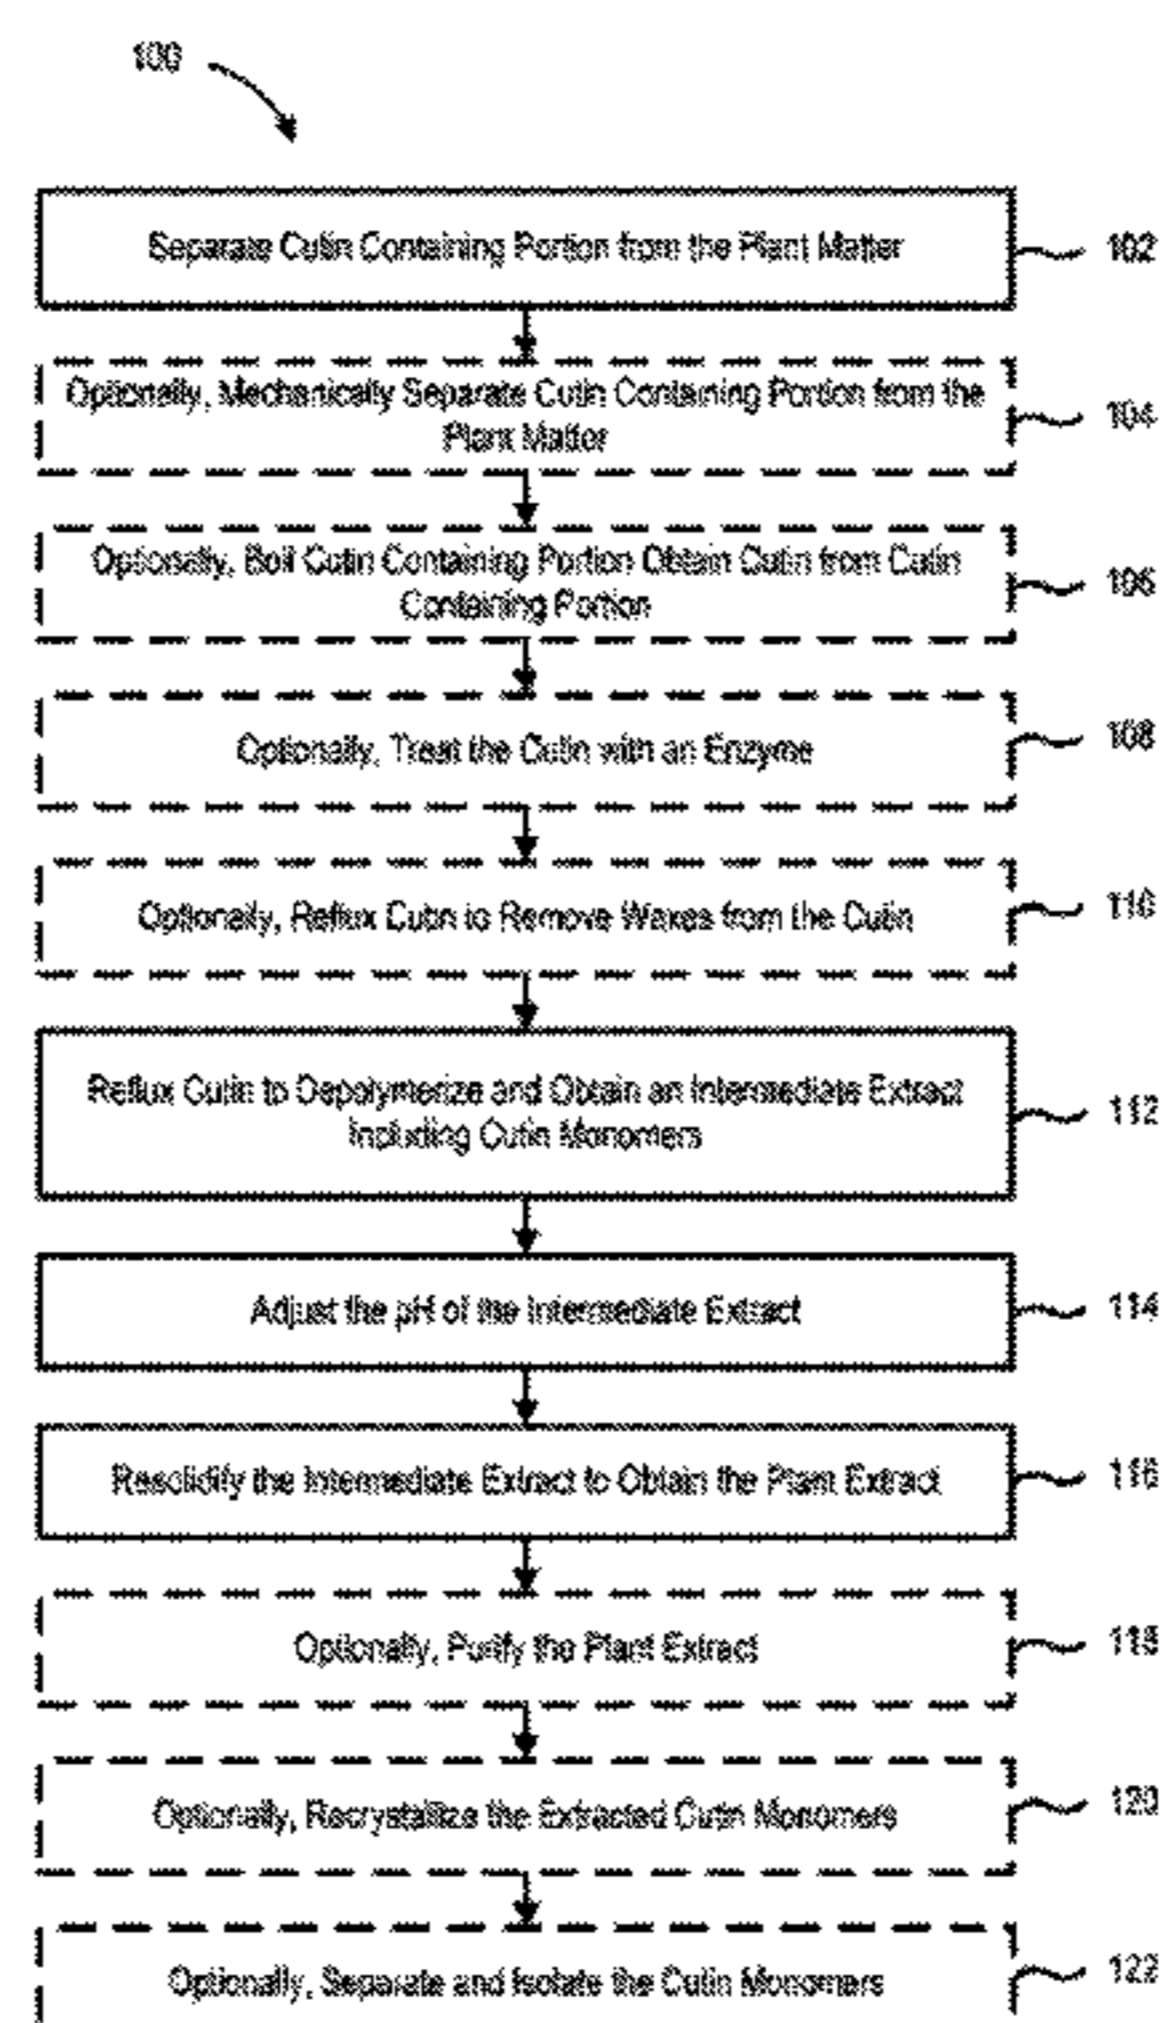 100
Separate Cutin Containing Portion from the Plant Matter
102
Optionally, Mechanically Separate Cutin Containing Portion from the
Plant Matter
104
Optionally, Boil Cutin Containing Portion Obtain Cutin from Cutin
Containing Portion
106
Optionally, Treat the Cutin with an Enzyme
108
Optionally, Reflux Cutin to Remove Waxes from the Cutin
110
Reflux Cutin to Depolymerize and Obtain an Intermediate Extract
Including Cutin Monomers
112
Adjust the pH of the Intermediate Extract
114
Resolidify the Intermediate Extract to Obtain the Plant Extract
116
Optionally, Purify the Plant Extract
118
Optionally, Recrystallize the Extracted Cutin Monomers
120
Optionally, Separate and Isolate the Cutin Monomers
122